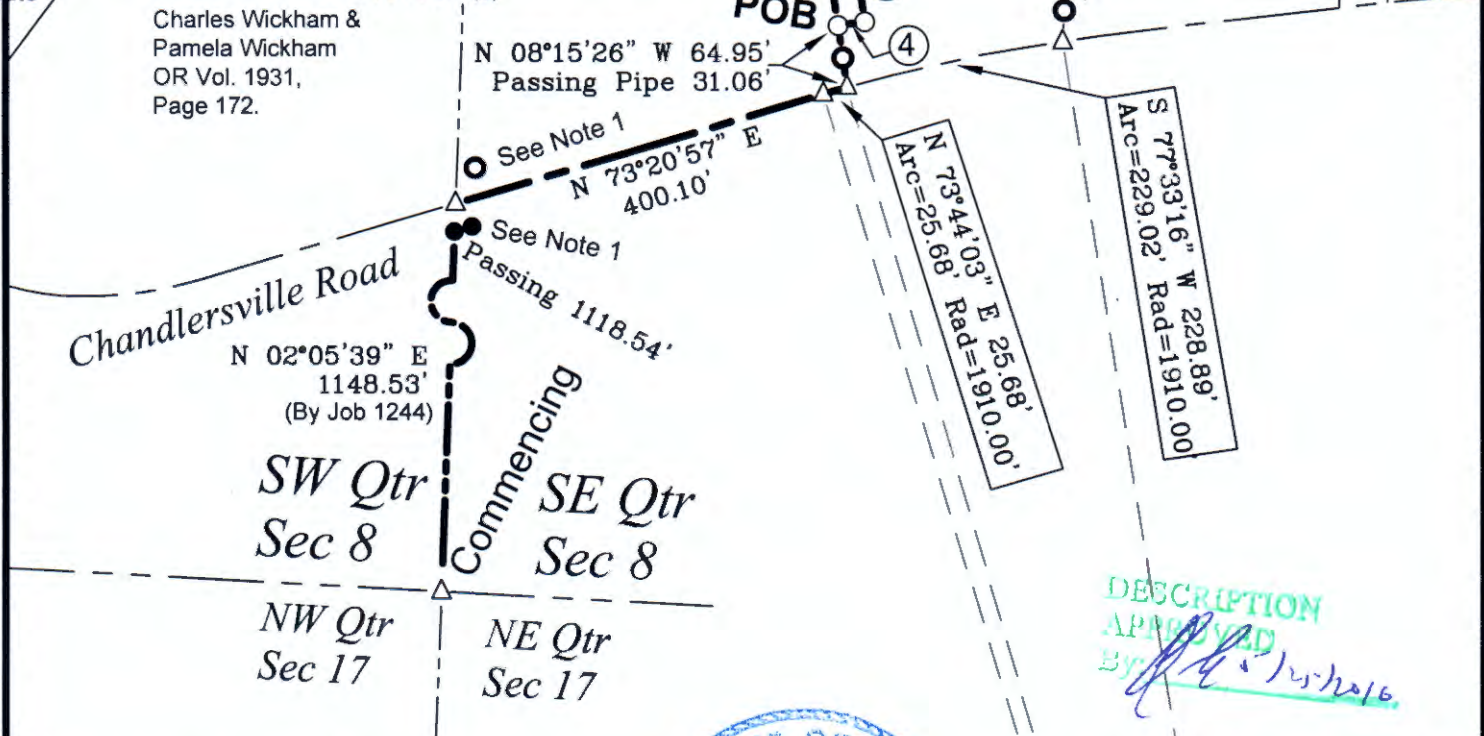 Charles Wickham &
Pamela Wickham
OR Vol. 1931,
Page 172.
POB
N 08°15'26" W 64.95'
Passing Pipe 31.06'
4
See Note 1
N 73°20'57" E
400.10'
See Note 1
Passing 1118.54'
Chandlersville Road
N 02°05'39" E
1148.53'
(By Job 1244)
Commencing
N 73°44'03" E 25.68'
Arc=25.68' Rad=1910.00'
S 77°33'16" W 228.89'
Arc=229.02' Rad=1910.00'
SW Qtr
Sec 8
SE Qtr
Sec 8
NW Qtr
Sec 17
NE Qtr
Sec 17
DESCRIPTION
APPROVED
By: